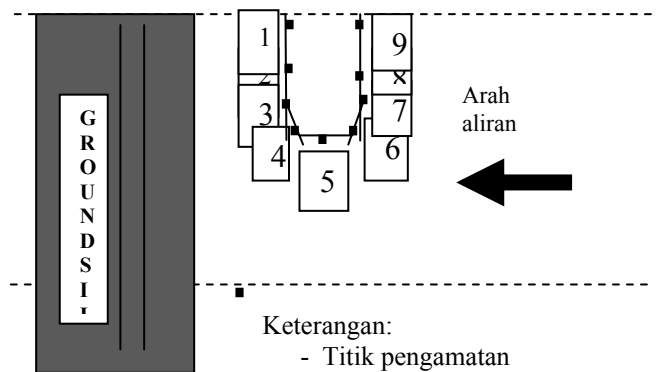 1
2
3
4
5
6
7
8
9
Arah
aliran
G
R
O
U
N
D
S
I
Keterangan:
- Titik pengamatan